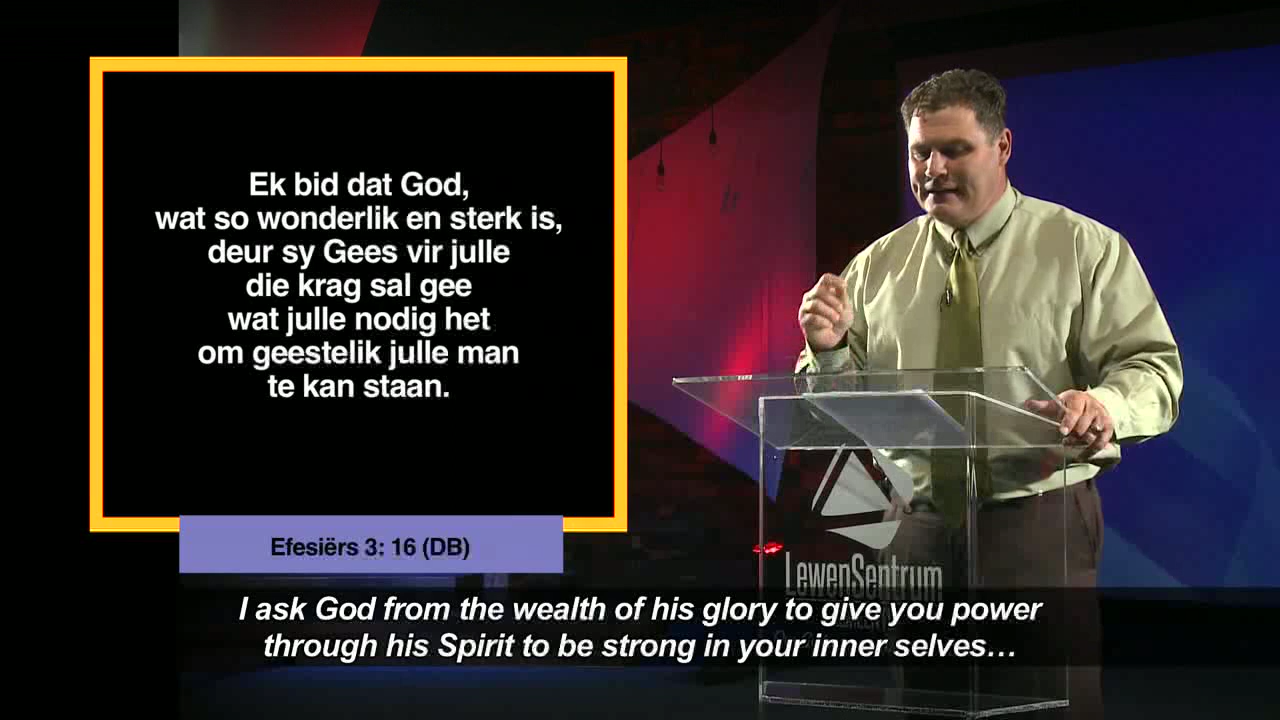 Ek bid dat God,
wat so wonderlik en sterk is,
deur sy Gees vir julle
die krag sal gee
wat julle nodig het
om geestelik julle man
te kan staan.
Efesiërs 3: 16 (DB)
LewenSentrum
I ask God from the wealth of his glory to give you power
through his Spirit to be strong in your inner selves…